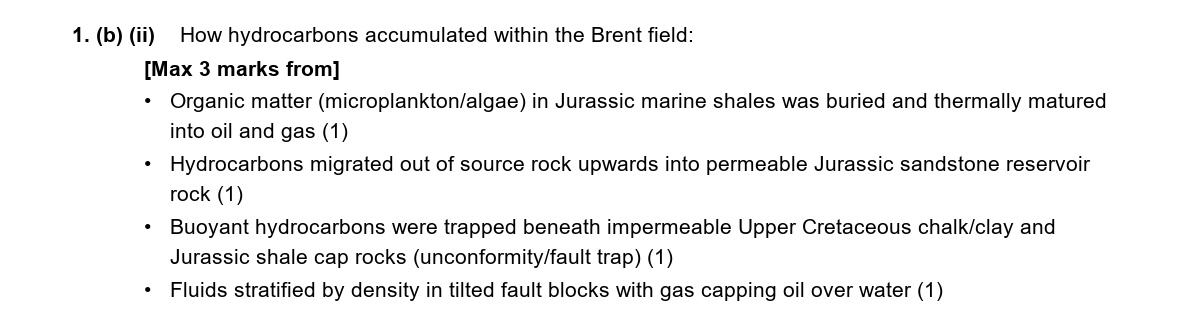 1. (b) (ii) How hydrocarbons accumulated within the Brent field:
[Max 3 marks from]
• Organic matter (microplankton/algae) in Jurassic marine shales was buried and thermally matured
into oil and gas (1)
• Hydrocarbons migrated out of source rock upwards into permeable Jurassic sandstone reservoir
rock (1)
• Buoyant hydrocarbons were trapped beneath impermeable Upper Cretaceous chalk/clay and
Jurassic shale cap rocks (unconformity/fault trap) (1)
• Fluids stratified by density in tilted fault blocks with gas capping oil over water (1)